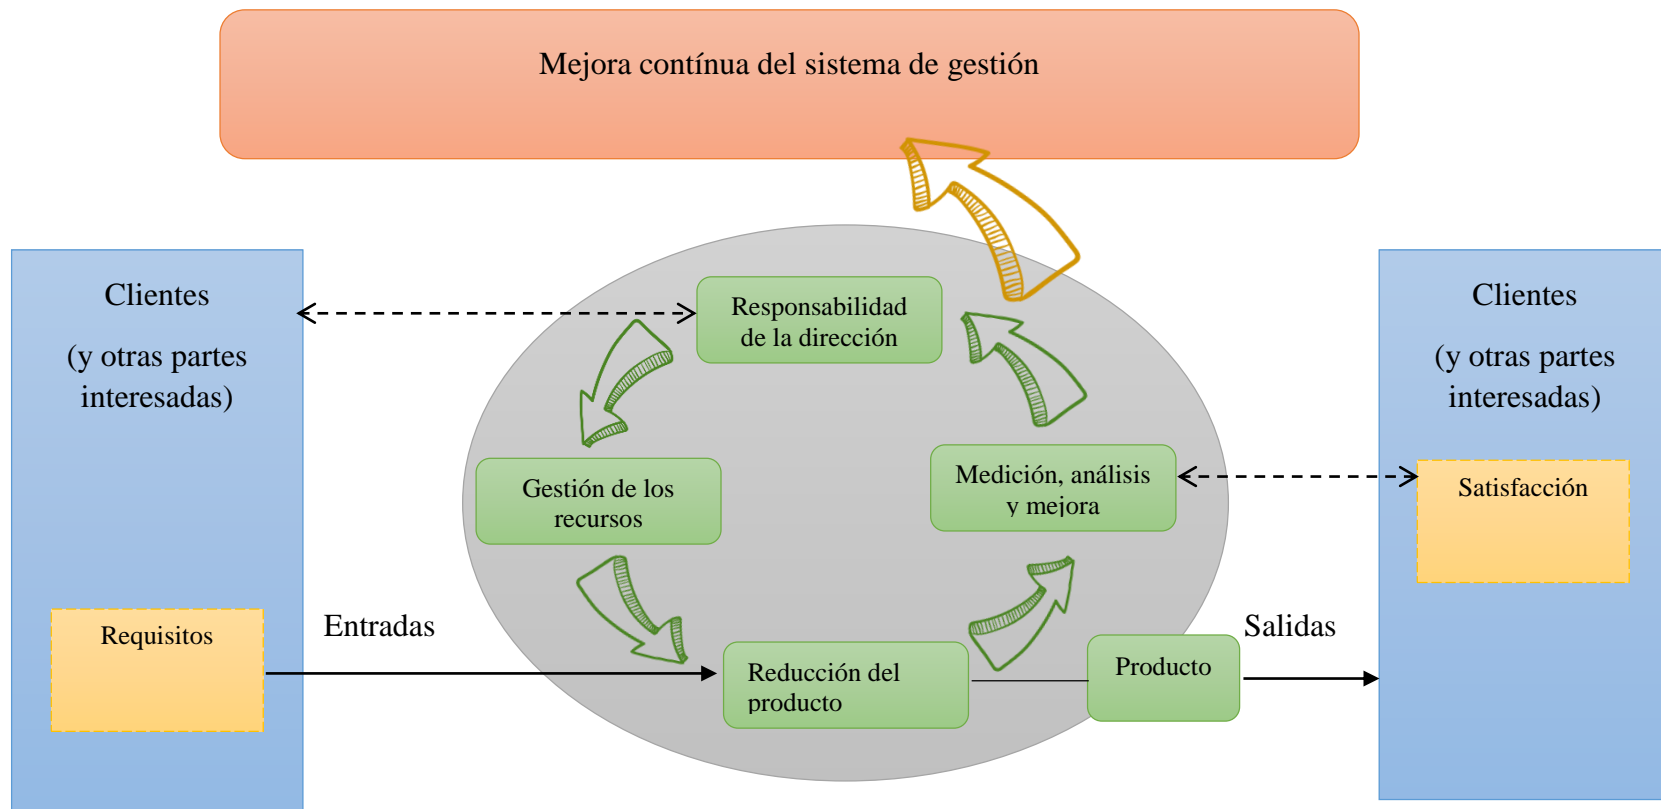 Mejora contínua del sistema de gestión
Clientes
(y otras partes
interesadas)
Requisitos
Entradas
Responsabilidad
de la dirección
Gestión de los
recursos
Medición, análisis
y mejora
Reducción del
producto
Producto
Salidas
Clientes
(y otras partes
interesadas)
Satisfacción